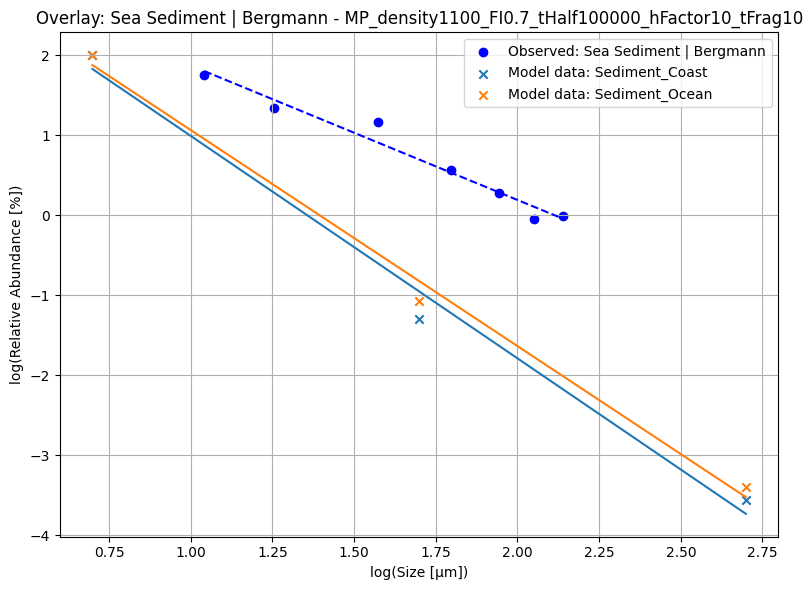 Overlay: Sea Sediment | Bergmann - MP_density1100_FI0.7_tHalf100000_hFactor10_tFrag10
Observed: Sea Sediment | Bergmann
Model data: Sediment_Coast
Model data: Sediment_Ocean
log(Relative Abundance [%])
2
1
0
−1
−2
−3
−4
0.75 1.00 1.25 1.50 1.75 2.00 2.25 2.50 2.75
log(Size [μm])